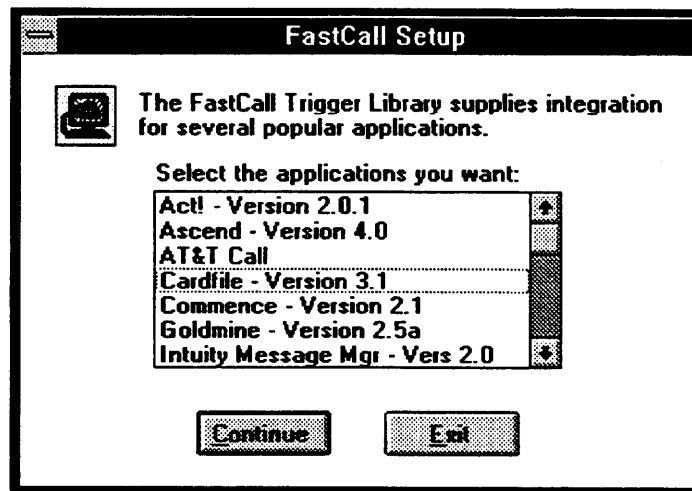 FastCall Setup
The FastCall Trigger Library supplies integration
for several popular applications.
Select the applications you want:
Act! - Version 2.0.1
Ascend - Version 4.0
AT&T Call
Cardfile - Version 3.1
Commence - Version 2.1
Goldmine - Version 2.5a
Intuity Message Mgr - Vers 2.0
Continue
Exit